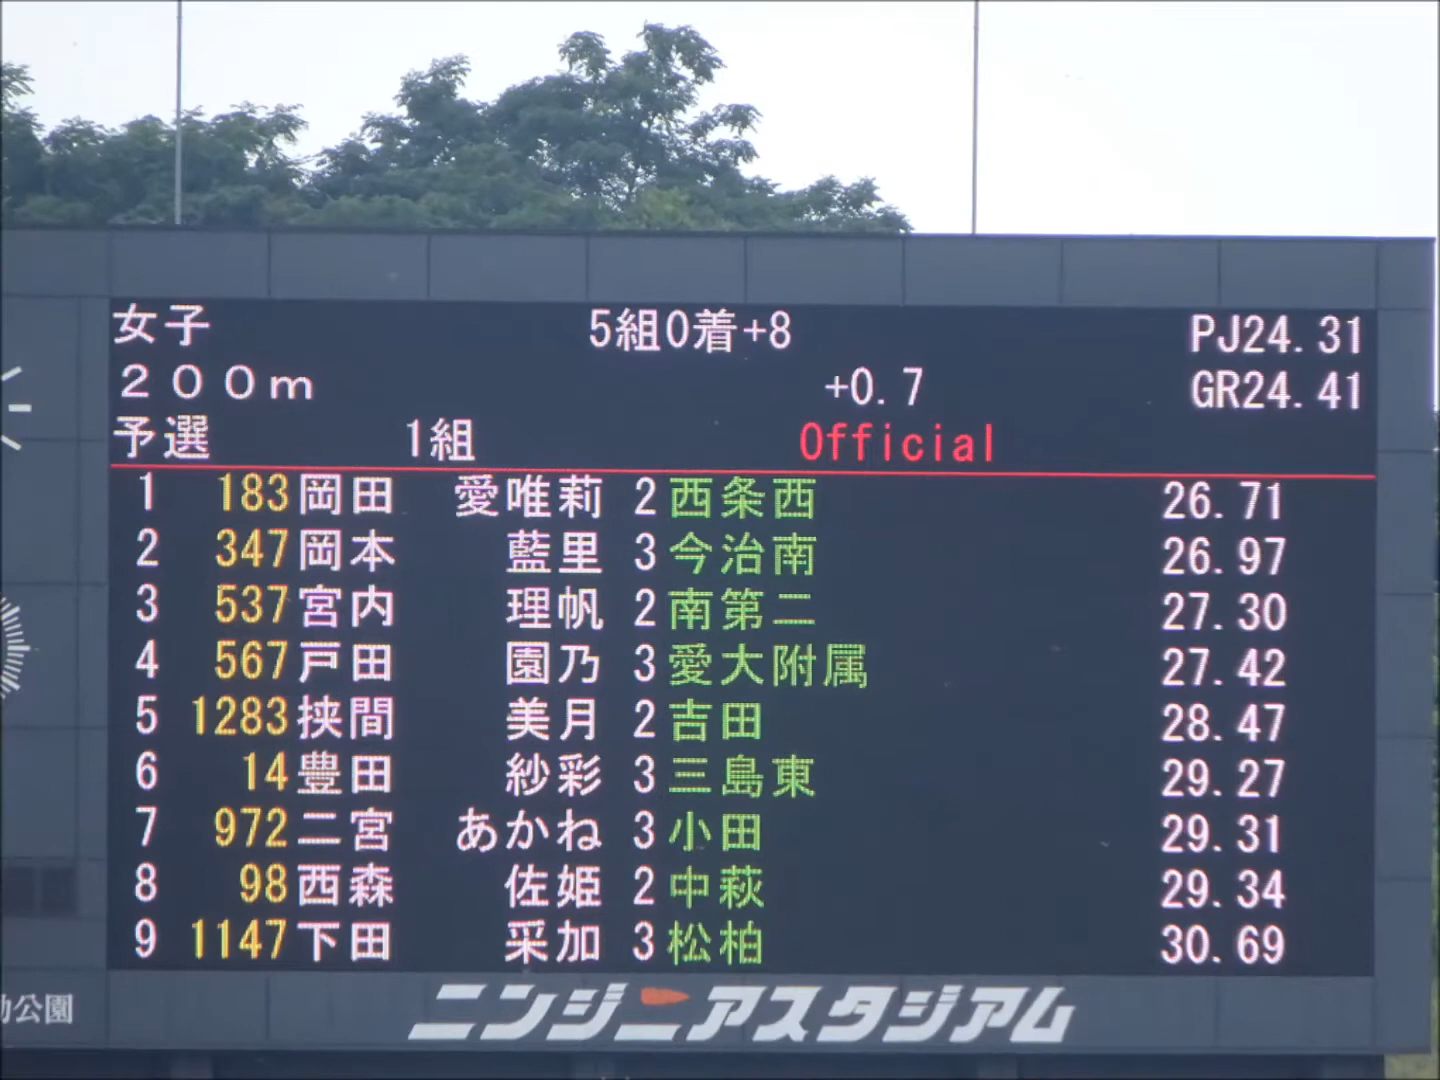 女子 5組0着+8 PJ24.31
200m +0.7 GR24.41
予選 1組 Official
1 183 岡田 愛唯莉 2 西条西 26.71
2 347 岡本 藍里 3 今治南 26.97
3 537 宮内 理帆 2 南第二 27.30
4 567 戸田 園乃 3 愛大附属 27.42
5 1283 挟間 美月 2 吉田 28.47
6 14 豊田 紗彩 3 三島東 29.27
7 972 二宮 あかね 3 小田 29.31
8 98 西森 佐姫 2 中萩 29.34
9 1147 下田 采加 3 松柏 30.69
公園
ニンジニアスタジアム